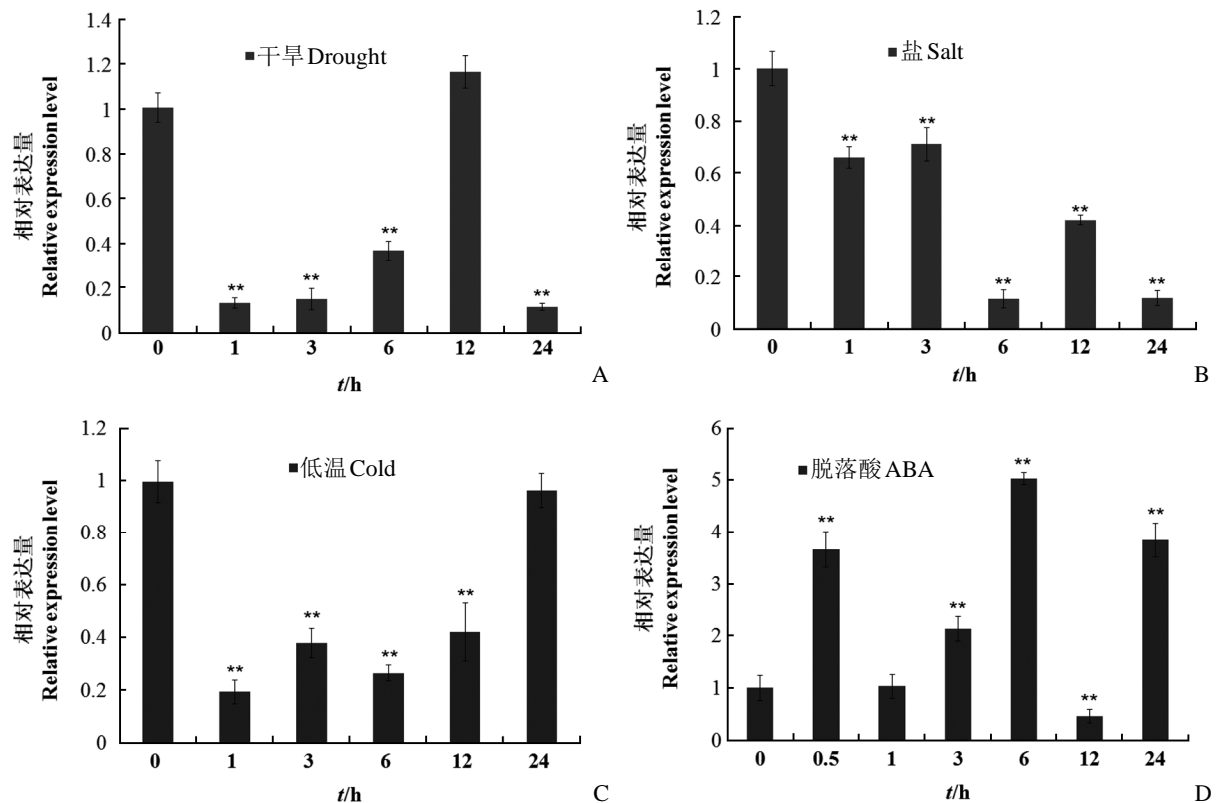 1.4
1.2
1
0.8
0.6
0.4
0.2
0
干旱 Drought
相对表达量
Relative expression level
**
**
**
**
0 1 3 6 12 24
t/h
A
1.2
1
0.8
0.6
0.4
0.2
0
盐 Salt
相对表达量
Relative expression level
**
**
**
**
**
0 1 3 6 12 24
t/h
B
1.2
1
0.8
0.6
0.4
0.2
0
低温 Cold
相对表达量
Relative expression level
**
**
**
**
0 1 3 6 12 24
t/h
C
6
5
4
3
2
1
0
脱落酸 ABA
相对表达量
Relative expression level
**
**
**
**
**
0 0.5 1 3 6 12 24
t/h
D